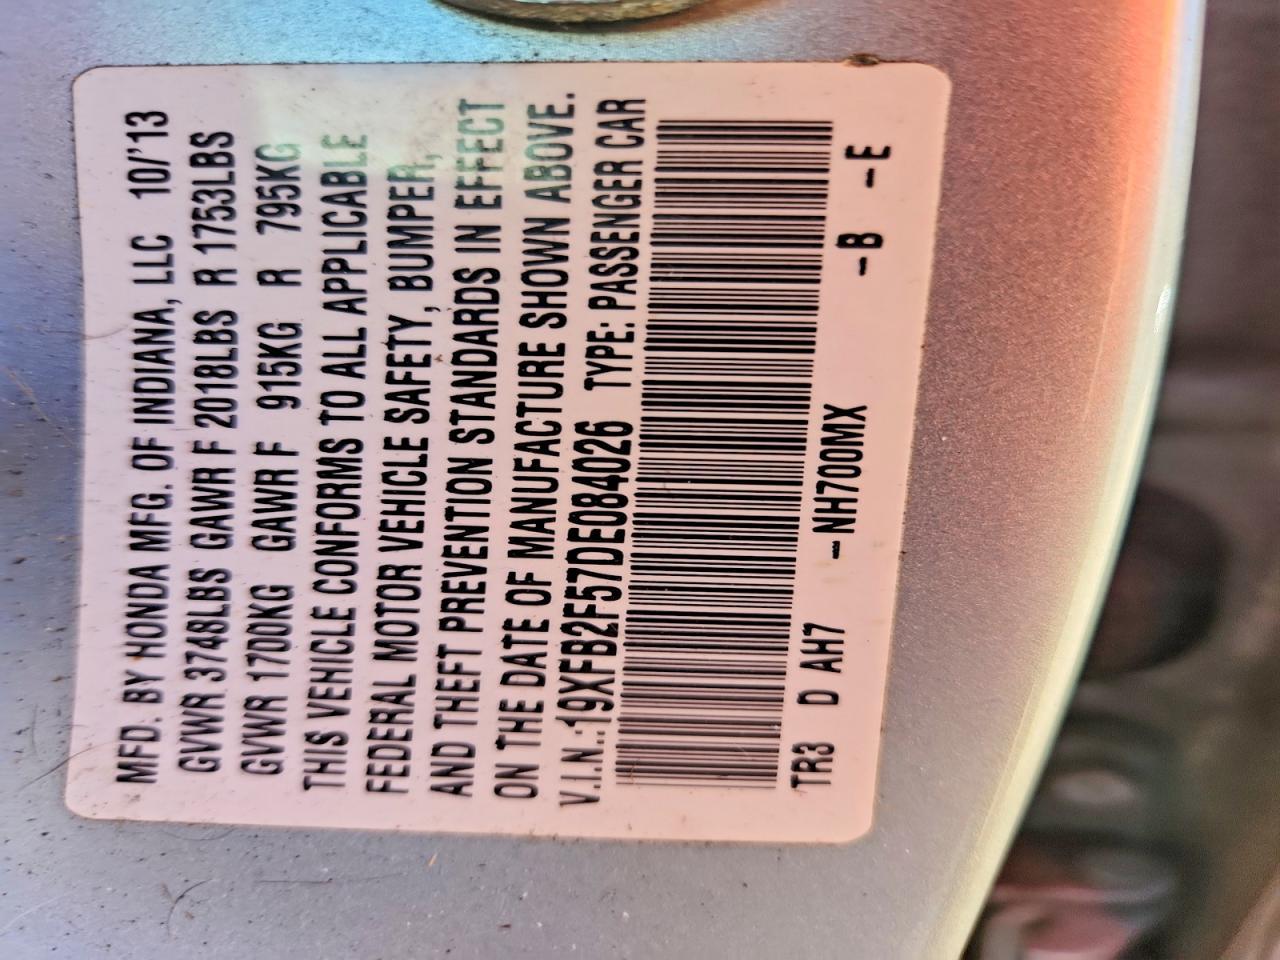 MFD. BY HONDA MFG. OF INDIANA, LLC 10/'13
GVWR 3748LBS GAWR F 2018LBS R 1753LBS
GVWR 1700KG GAWR F 915KG R 795KG
THIS VEHICLE CONFORMS TO ALL APPLICABLE
FEDERAL MOTOR VEHICLE SAFETY, BUMPER,
AND THEFT PREVENTION STANDARDS IN EFFECT
ON THE DATE OF MANUFACTURE SHOWN ABOVE.
V.I.N.:19XFB2F57DE084026 TYPE: PASSENGER CAR
TR3 D AH7 -NH700MX -B -E